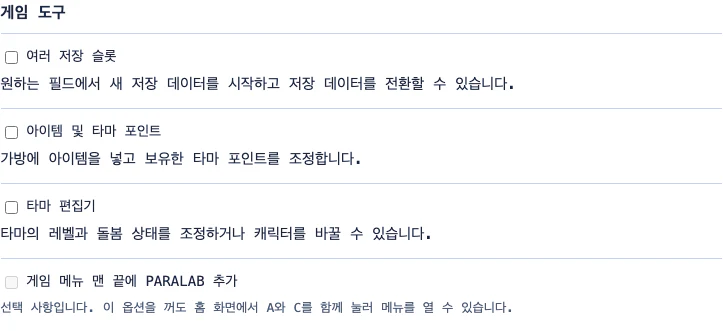 게임 도구
여러 저장 슬롯
원하는 필드에서 새 저장 데이터를 시작하고 저장 데이터를 전환할 수 있습니다.
아이템 및 타마 포인트
가방에 아이템을 넣고 보유한 타마 포인트를 조정합니다.
타마 편집기
타마의 레벨과 돌봄 상태를 조정하거나 캐릭터를 바꿀 수 있습니다.
게임 메뉴 맨 끝에 PARALAB 추가
선택 사항입니다. 이 옵션을 꺼도 홈 화면에서 A와 C를 함께 눌러 메뉴를 열 수 있습니다.